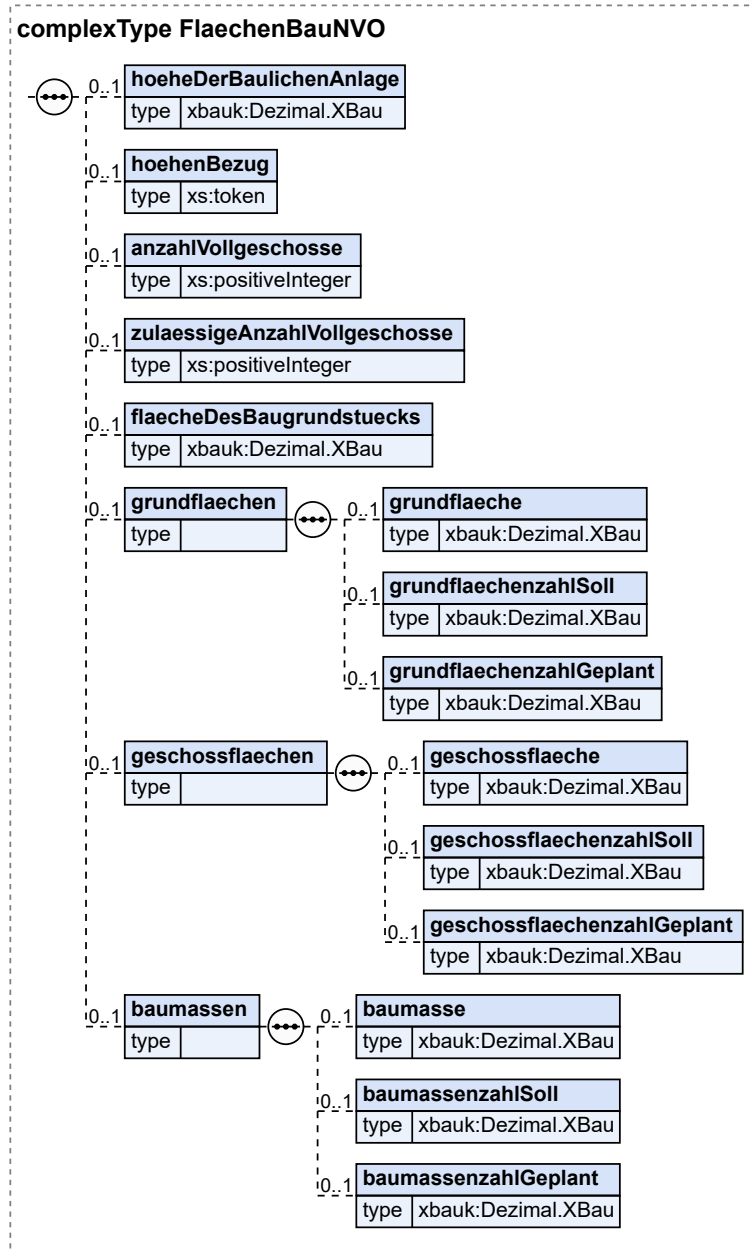 complexType FlaechenBauNVO
0..1 hoeheDerBaulichenAnlage
type xbauk:Dezimal.XBau
0..1 hoehenBezug
type xs:token
0..1 anzahlVollgeschosse
type xs:positiveInteger
0..1 zulaessigeAnzahlVollgeschosse
type xs:positiveInteger
0..1 flaecheDesBaugrundstuecks
type xbauk:Dezimal.XBau
0..1 grundflaechen 0..1 grundflaeche
type type xbauk:Dezimal.XBau
0..1 grundflaechenzahlSoll
type xbauk:Dezimal.XBau
0..1 grundflaechenzahlGeplant
type xbauk:Dezimal.XBau
0..1 geschossflaechen 0..1 geschossflaeche
type type xbauk:Dezimal.XBau
0..1 geschossflaechenzahlSoll
type xbauk:Dezimal.XBau
0..1 geschossflaechenzahlGeplant
type xbauk:Dezimal.XBau
0..1 baumassen 0..1 baumasse
type type xbauk:Dezimal.XBau
0..1 baumassenzahlSoll
type xbauk:Dezimal.XBau
0..1 baumassenzahlGeplant
type xbauk:Dezimal.XBau